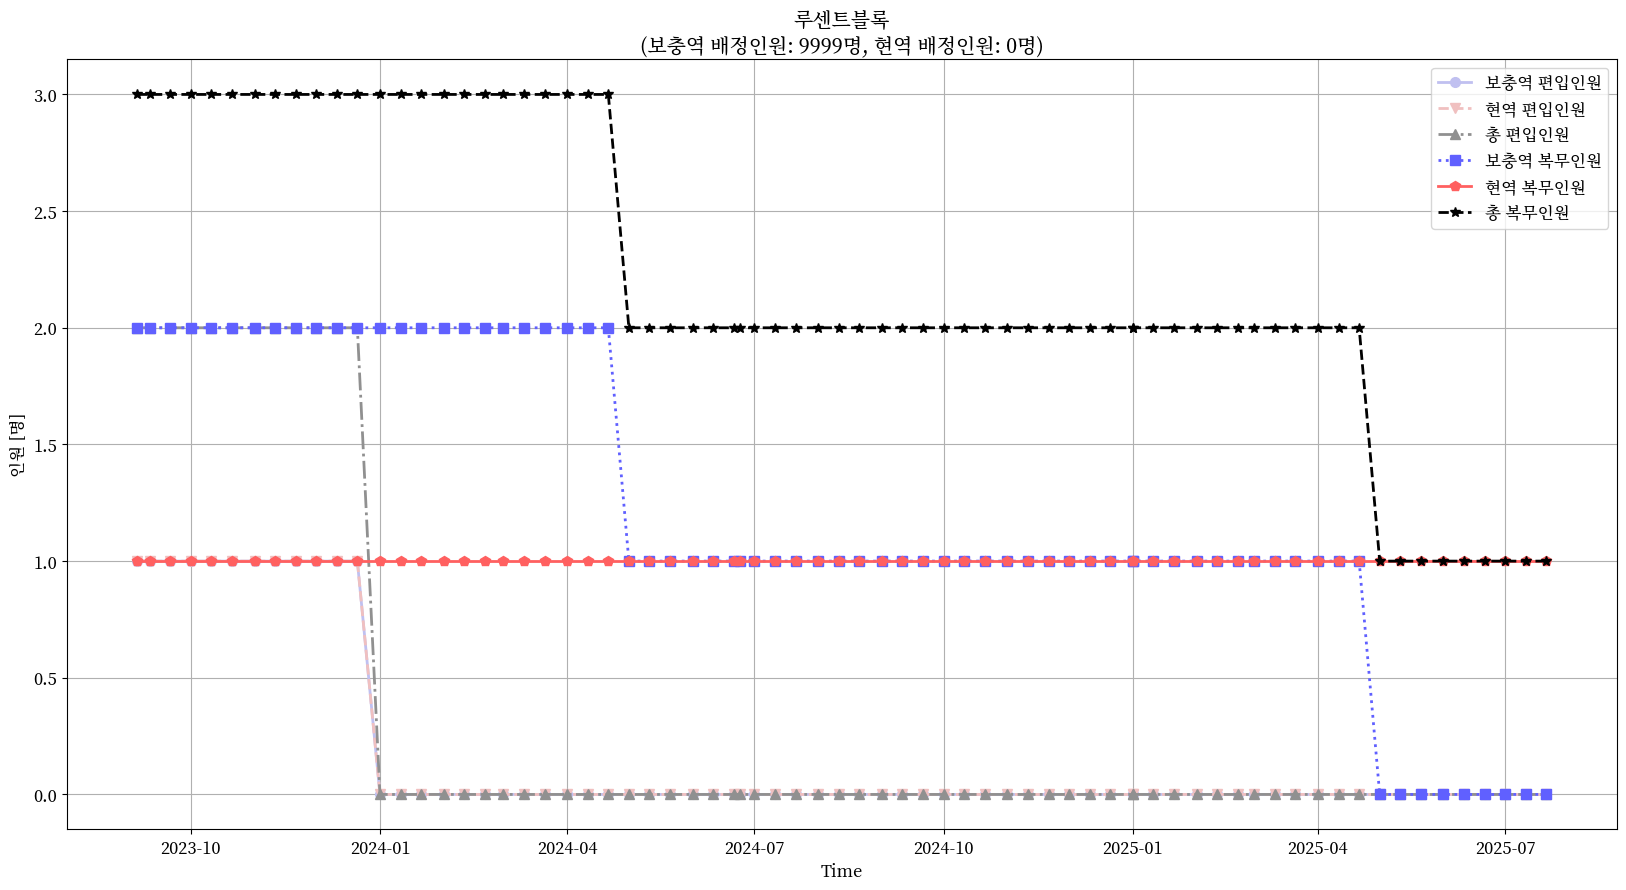 루센트블록
(보충역 배정인원: 9999명, 현역 배정인원: 0명)
보충역 편입인원
현역 편입인원
총 편입인원
보충역 복무인원
현역 복무인원
총 복무인원
인원 [명]
3.0
2.5
2.0
1.5
1.0
0.5
0.0
2023-10
2024-01
2024-04
2024-07
2024-10
2025-01
2025-04
2025-07
Time